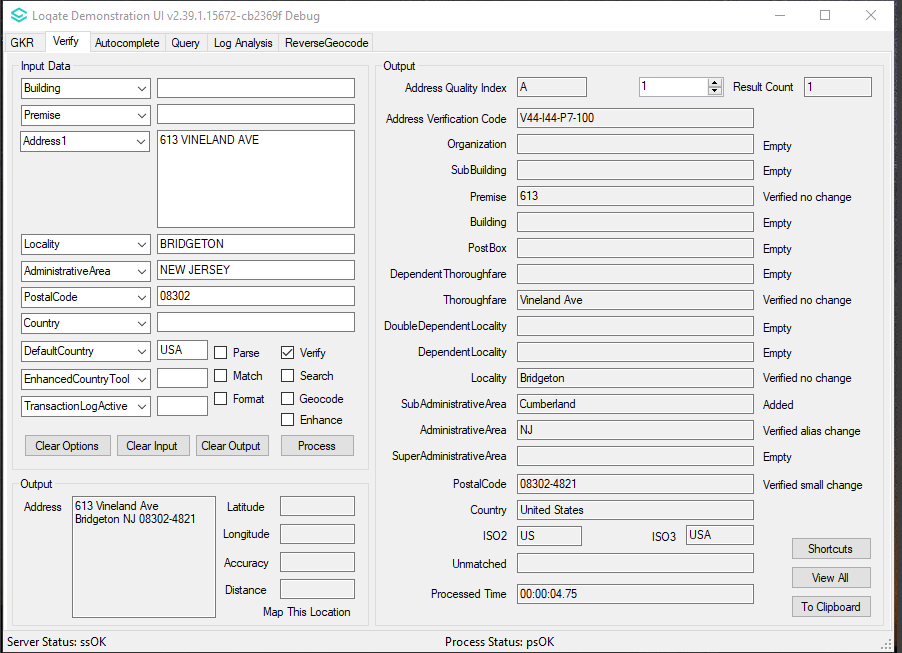 Loqate Demonstration UI v2.39.1.15672-cb2369f Debug
GKR Verify Autocomplete Query Log Analysis ReverseGeocode
Input Data
Building
Premise
Address1 613 VINELAND AVE
Locality BRIDGETON
AdministrativeArea NEW JERSEY
PostalCode 08302
Country
DefaultCountry USA Parse Verify
EnhancedCountryTool Match Search
TransactionLogActive Format Geocode
Enhance
Clear Options Clear Input Clear Output Process
Output
Address 613 Vineland Ave
Bridgeton NJ 08302-4821
Latitude
Longitude
Accuracy
Distance
Map This Location
Output
Address Quality Index A 1 Result Count 1
Address Verification Code V44-I44-P7-100
Organization Empty
SubBuilding Empty
Premise 613 Verified no change
Building Empty
PostBox Empty
DependentThoroughfare Empty
Thoroughfare Vineland Ave Verified no change
DoubleDependentLocality Empty
DependentLocality Empty
Locality Bridgeton Verified no change
SubAdministrativeArea Cumberland Added
AdministrativeArea NJ Verified alias change
SuperAdministrativeArea Empty
PostalCode 08302-4821 Verified small change
Country United States
ISO2 US ISO3 USA
Unmatched
Processed Time 00:00:04.75
Shortcuts
View All
To Clipboard
Server Status: ssOK Process Status: psOK